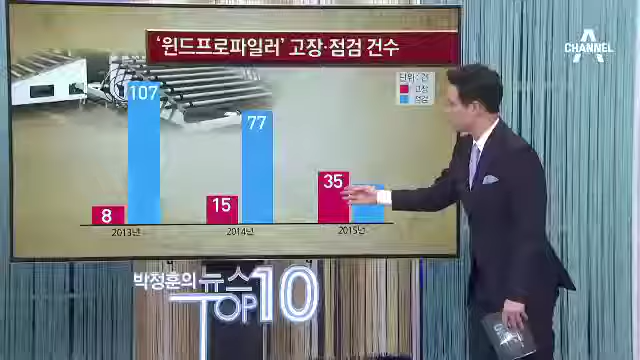 '윈드프로파일러' 고장·점검 건수
CHANNEL A
단위 : 건
고장
점검
107
77
35
15
8
2013년
2014년
2015년
박정훈의
뉴스
TOP10